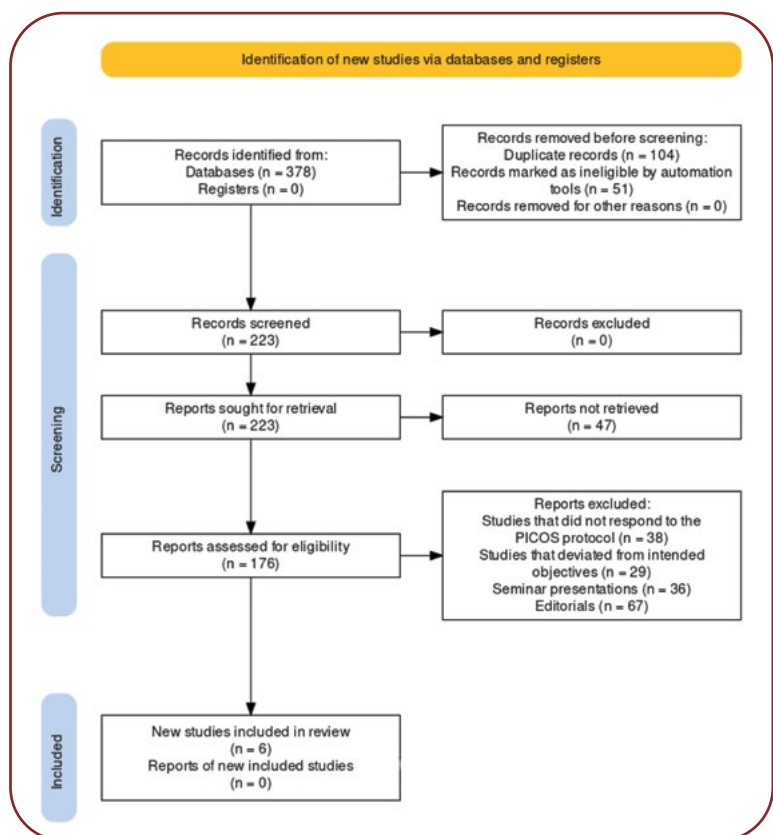 Identification of new studies via databases and registers
Identification
Records identified from:
Databases (n = 378)
Registers (n = 0)
Records removed before screening:
Duplicate records (n = 104)
Records marked as ineligible by automation
tools (n = 51)
Records removed for other reasons (n = 0)
Screening
Records screened
(n = 223)
Records excluded
(n = 0)
Reports sought for retrieval
(n = 223)
Reports not retrieved
(n = 47)
Reports assessed for eligibility
(n = 176)
Reports excluded:
Studies that did not respond to the
PICOS protocol (n = 38)
Studies that deviated from intended
objectives (n = 29)
Seminar presentations (n = 36)
Editorials (n = 67)
Included
New studies included in review
(n = 6)
Reports of new included studies
(n = 0)